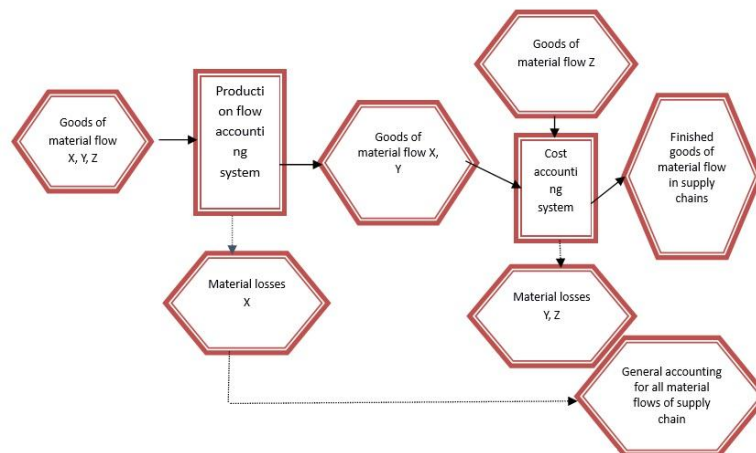 Goods of
material flow
X, Y, Z
Producti
on flow
accounti
ng
system
Goods of
material flow X,
Y
Goods of
material flow Z
Cost
accounti
ng
system
Finished
goods of
material flow
in supply
chains
Material losses
X
Material losses
Y, Z
General accounting
for all material
flows of supply
chain